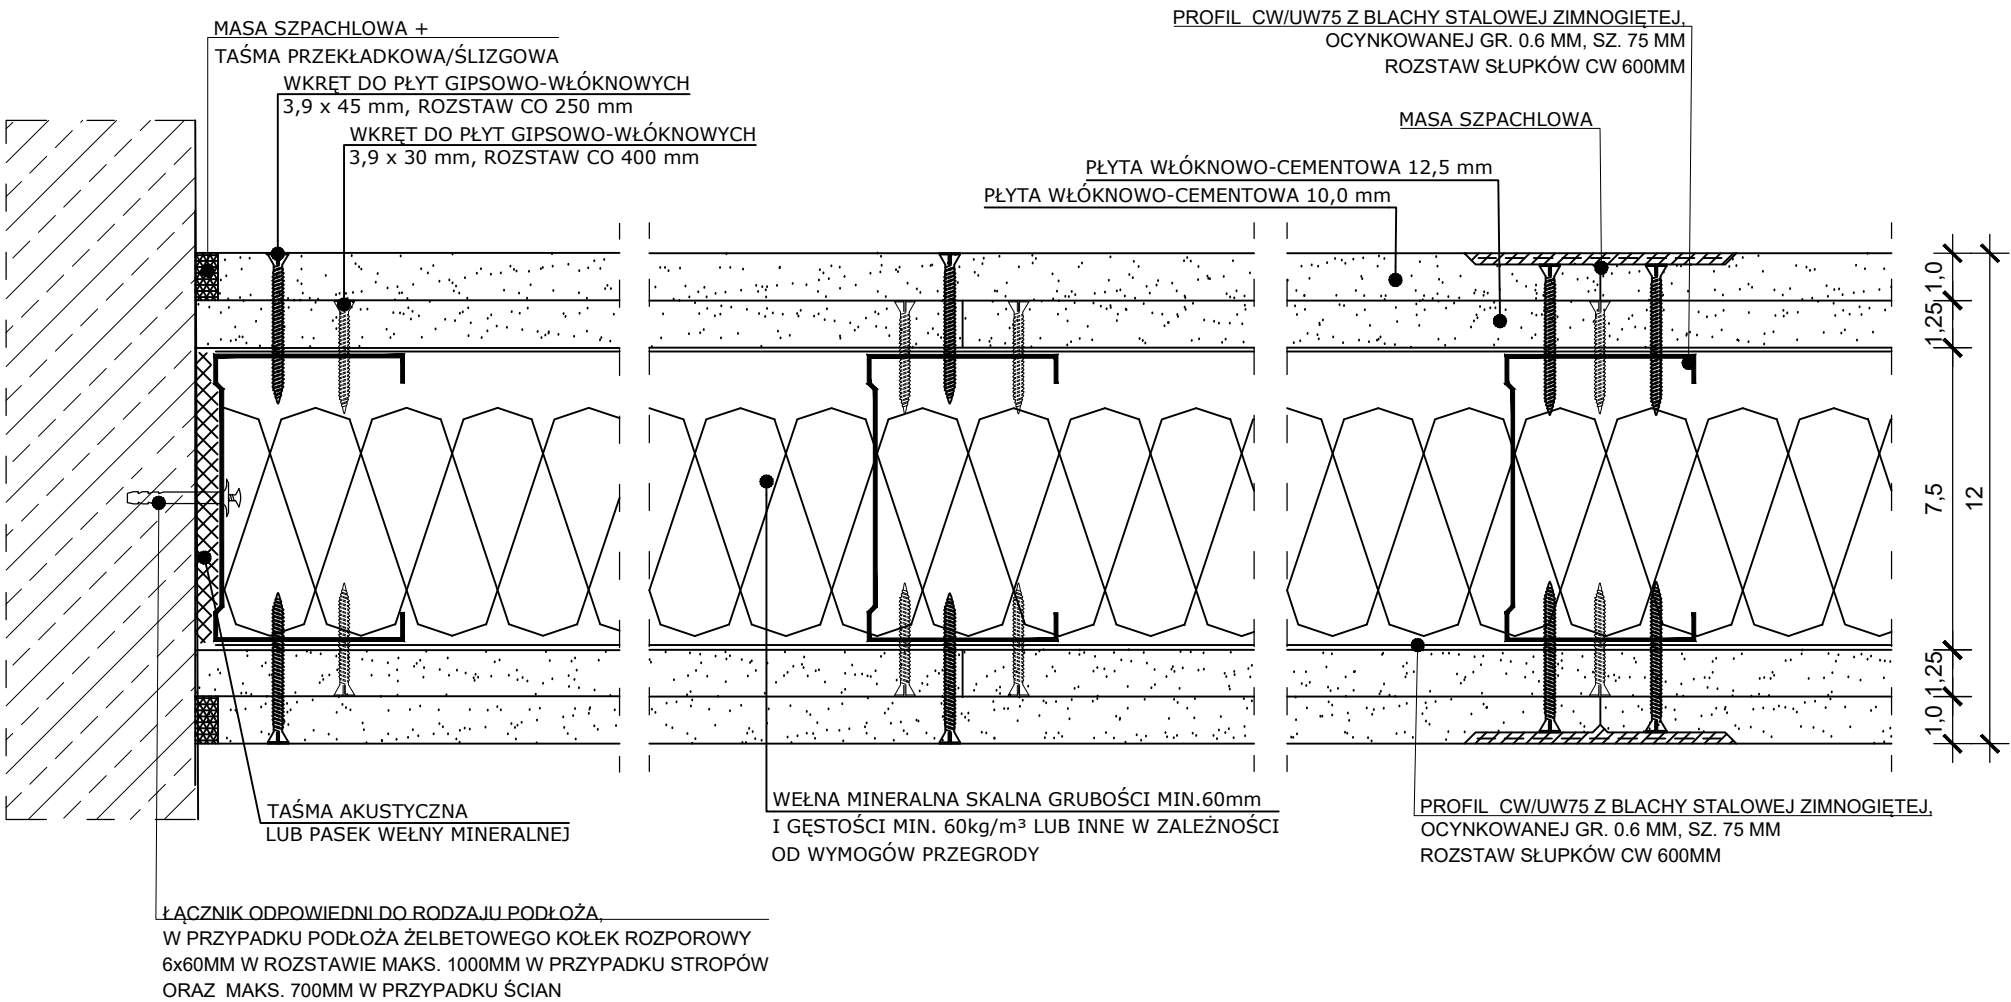 MASA SZPACHLOWA +
TAŚMA PRZEKŁADKOWA/ŚLIZGOWA
WKRĘT DO PŁYT GIPSOWO-WŁÓKNOWYCH
3,9 x 45 mm, ROZSTAW CO 250 mm
WKRĘT DO PŁYT GIPSOWO-WŁÓKNOWYCH
3,9 x 30 mm, ROZSTAW CO 400 mm
PROFIL CW/UW75 Z BLACHY STALOWEJ ZIMNOGIĘTEJ,
OCYNKOWANEJ GR. 0.6 MM, SZ. 75 MM
ROZSTAW SŁUPKÓW CW 600MM
MASA SZPACHLOWA
PŁYTA WŁÓKNOWO-CEMENTOWA 12,5 mm
PŁYTA WŁÓKNOWO-CEMENTOWA 10,0 mm
1,0
1,25
7,5
12
1,25
1,0
TAŚMA AKUSTYCZNA
LUB PASEK WEŁNY MINERALNEJ
WEŁNA MINERALNA SKALNA GRUBOŚCI MIN.60mm
I GĘSTOŚCI MIN. 60kg/m³ LUB INNE W ZALEŻNOŚCI
OD WYMOGÓW PRZEGRODY
PROFIL CW/UW75 Z BLACHY STALOWEJ ZIMNOGIĘTEJ,
OCYNKOWANEJ GR. 0.6 MM, SZ. 75 MM
ROZSTAW SŁUPKÓW CW 600MM
ŁĄCZNIK ODPOWIEDNI DO RODZAJU PODŁOŻA,
W PRZYPADKU PODŁOŻA ŻELBETOWEGO KOŁEK ROZPOROWY
6x60MM W ROZSTAWIE MAKS. 1000MM W PRZYPADKU STROPÓW
ORAZ MAKS. 700MM W PRZYPADKU ŚCIAN